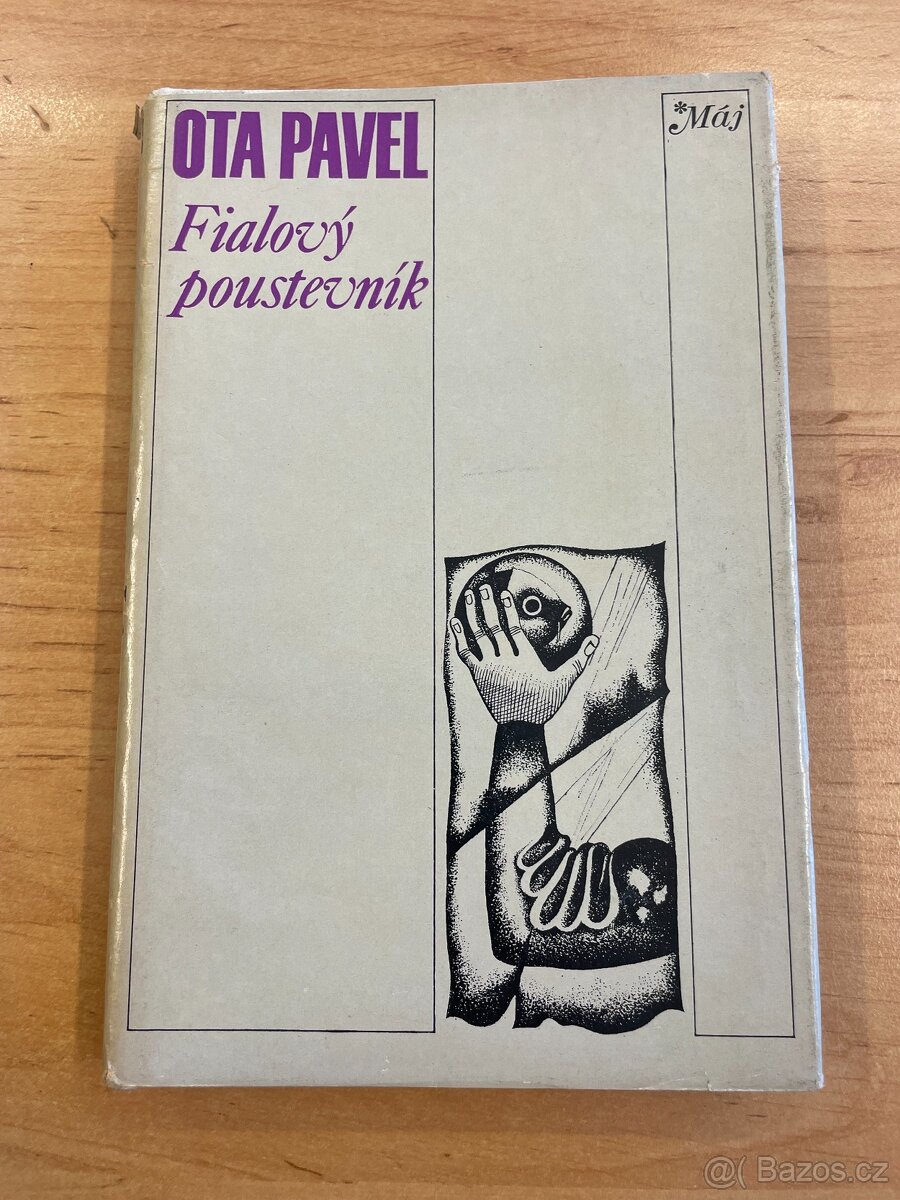 OTA PAVEL
Fialový
poustevník
*Máj
@( Bazos.cz